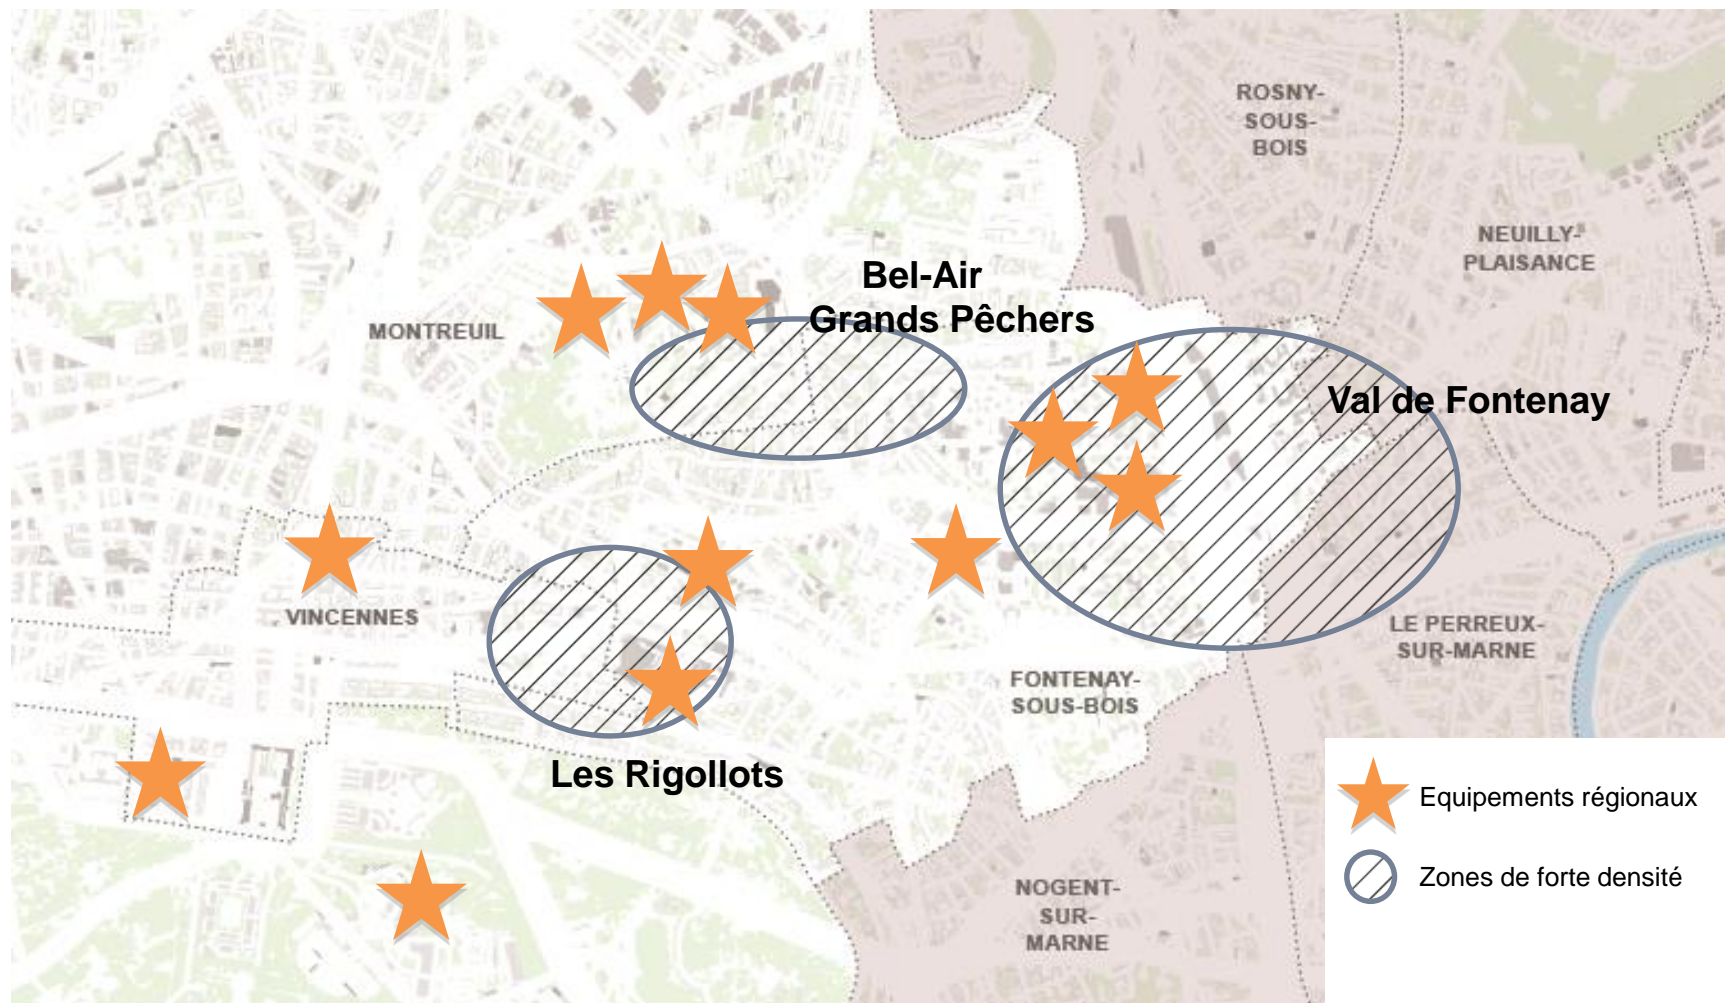 ROSNY-
SOUS-
BOIS
NEUILLY-
PLAISANCE
Bel-Air
Grands Pêchers
MONTREUIL
Val de Fontenay
VINCENNES
LE PERREUX-
SUR-MARNE
FONTENAY-
SOUS-BOIS
Les Rigollots
Equipements régionaux
Zones de forte densité
NOGENT-
SUR-
MARNE